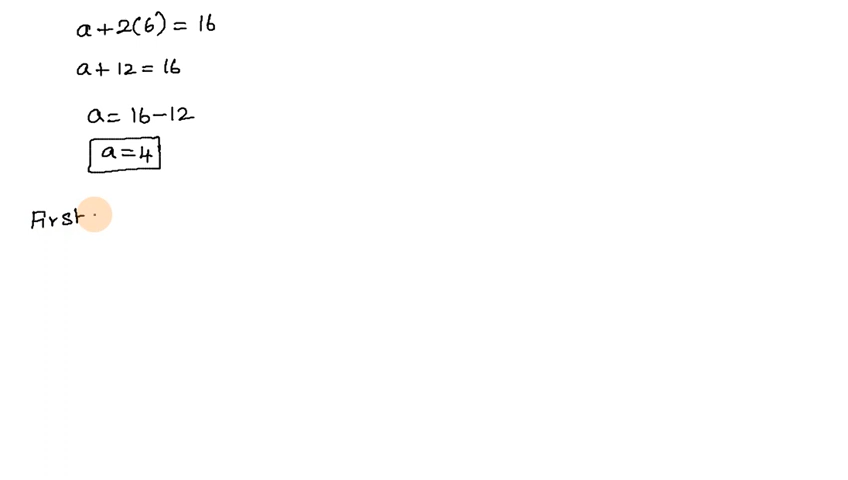 a+2(6) = 16
a+ 12 = 16
a= 16-12
a=4
First